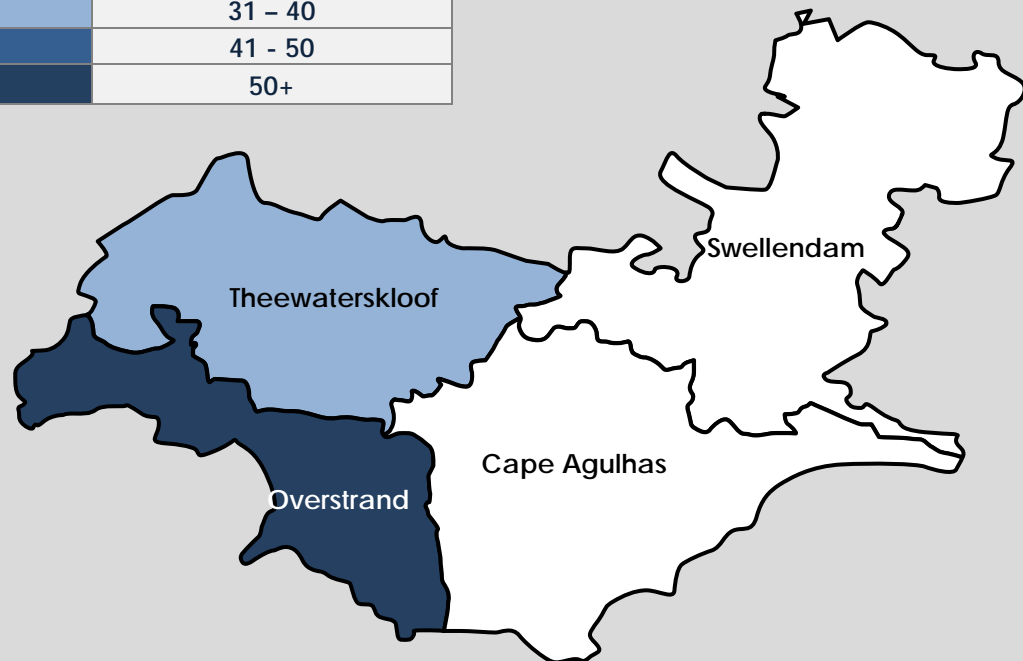 31 – 40
41 - 50
50+
Swellendam
Theewaterskloof
Cape Agulhas
Overstrand